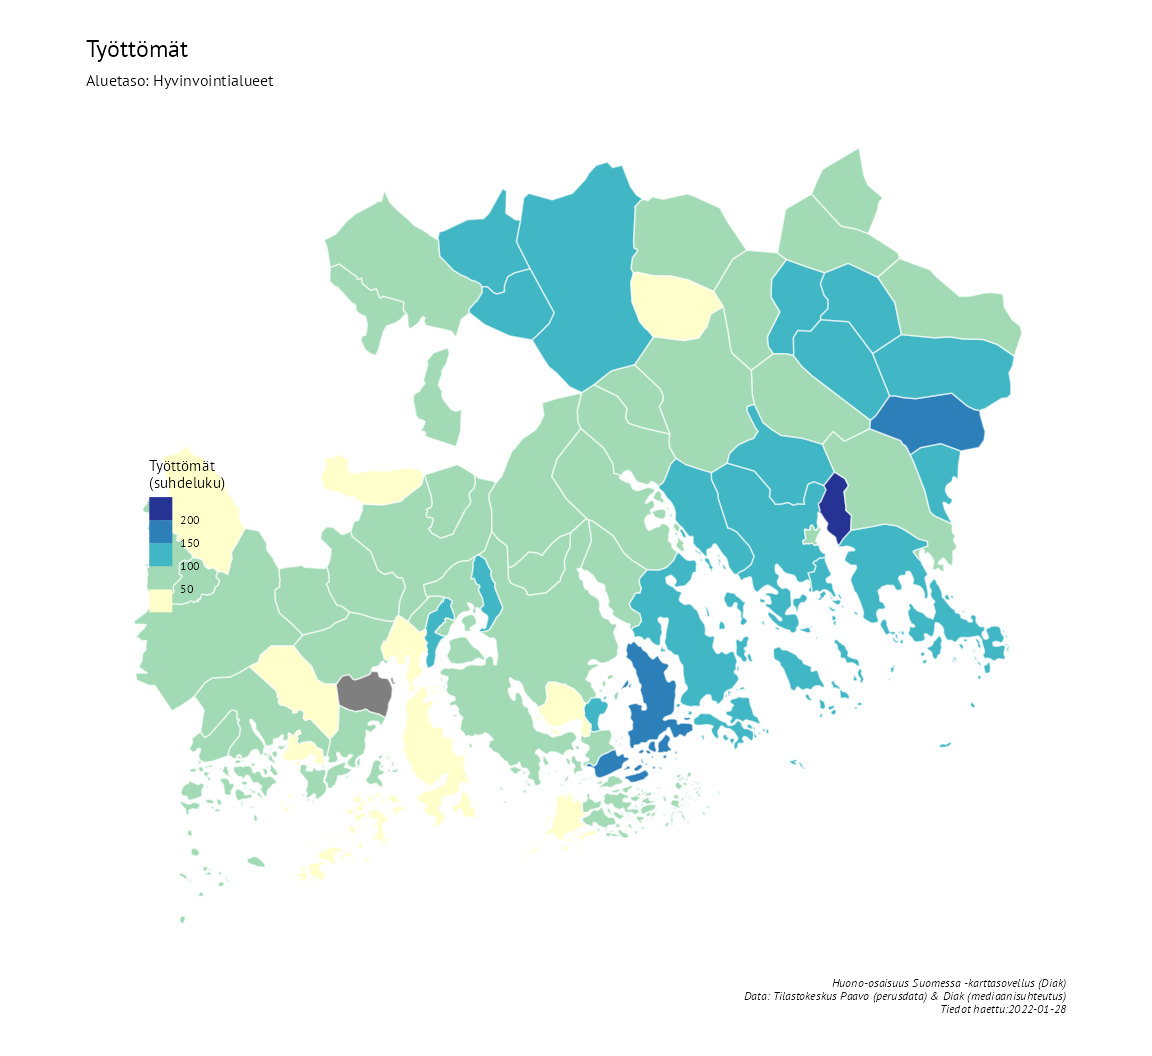 Työttömät
Aluetaso: Hyvinvointialueet
Työttömät
(suhdeluku)
200
150
100
50
Huono-osaisuus Suomessa -karttasovellus (Diak)
Data: Tilastokeskus Paavo (perusdata) & Diak (mediaanisuhteutus)
Tiedot haettu:2022-01-28